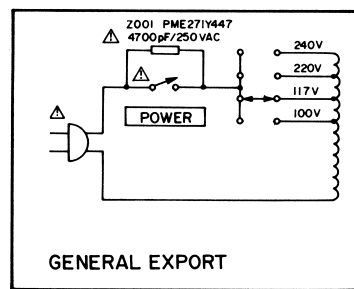 Z001 PME271Y447
4700pF/250VAC
240V
220V
117V
100V
POWER
GENERAL EXPORT